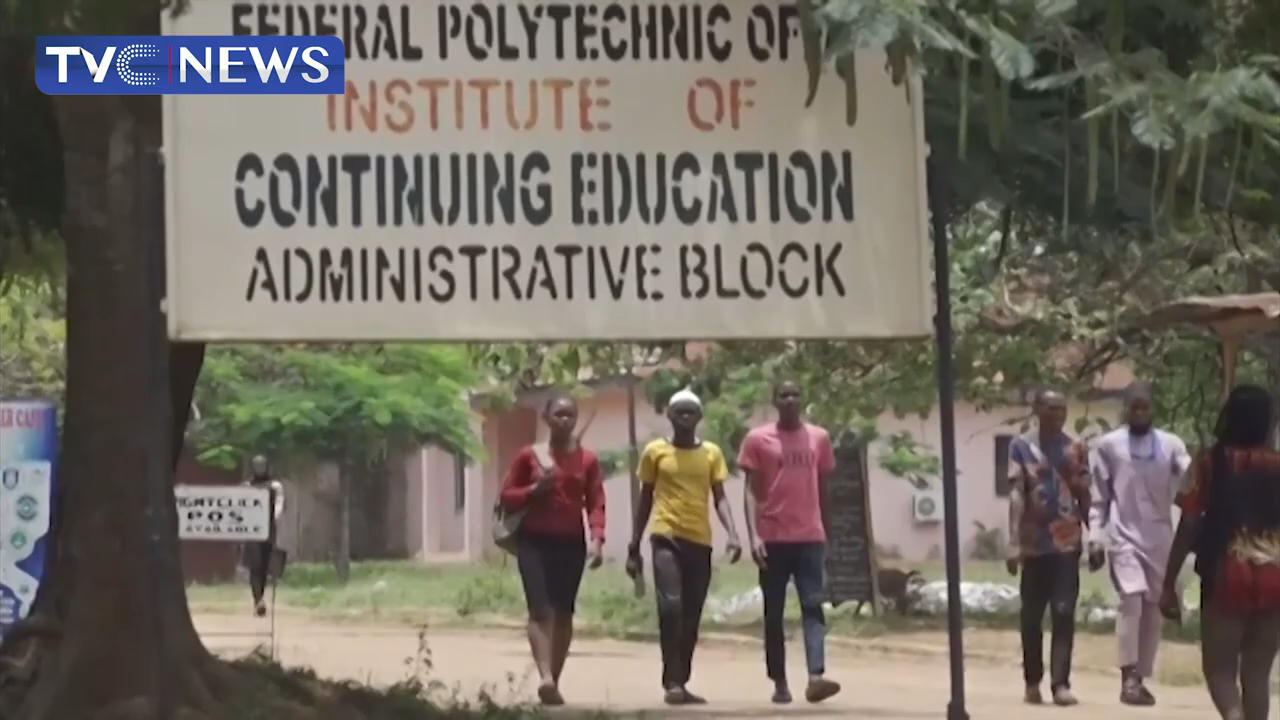 TVC NEWS
FEDERAL POLYTECHNIC OF
INSTITUTE OF
CONTINUING EDUCATION
ADMINISTRATIVE BLOCK
POS
AVAILABLE